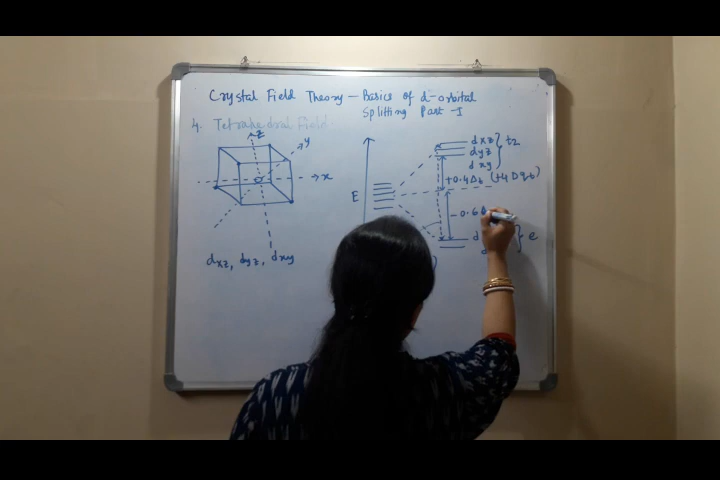 Crystal Field Theory - Basics of d-orbital
Splitting Part -I
4. Tetrahedral Field
z
y
x
dxz, dyz, dxy
E
dxz
dyz
dxy
} t2
+0.4Δt (+4Dq)
-0.6
d
d
} e